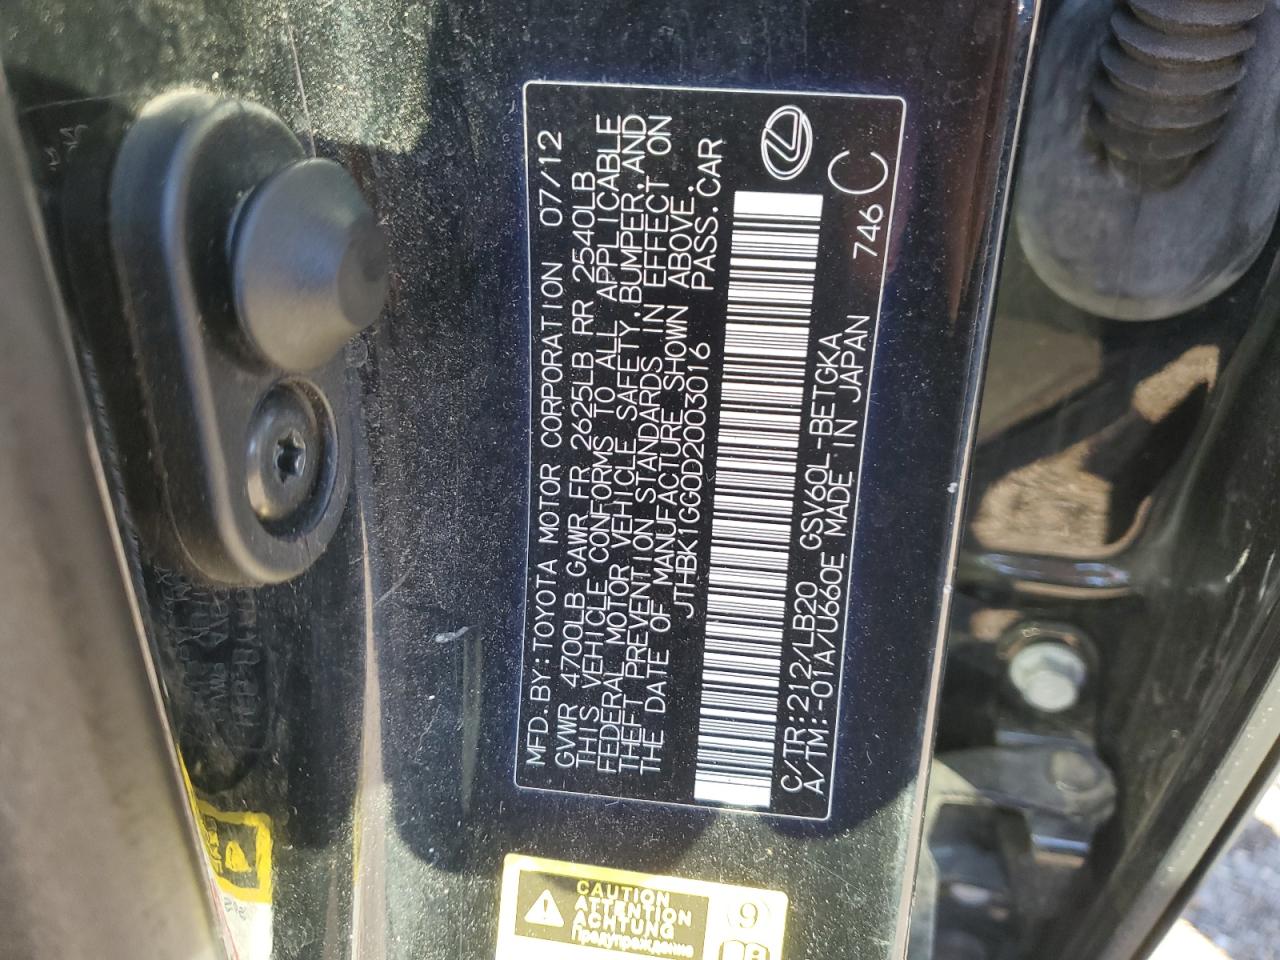 MFD.BY:TOYOTA MOTOR CORPORATION 07/12
GVWR 4700LB GAWR FR 2625LB RR 2540LB
THIS VEHICLE CONFORMS TO ALL APPLICABLE
FEDERAL MOTOR VEHICLE SAFETY,BUMPER,AND
THEFT PREVENTION STANDARDS IN EFFECT ON
THE DATE OF MANUFACTURE SHOWN ABOVE.
JTHBK1GG0D2003016 PASS.CAR
C/TR:212/LB20 GSV60L-BETGKA 746 C
A/TM:-01A/U660E MADE IN JAPAN
CAUTION
ATTENTION
ACHTUNG
Предупреждение
9